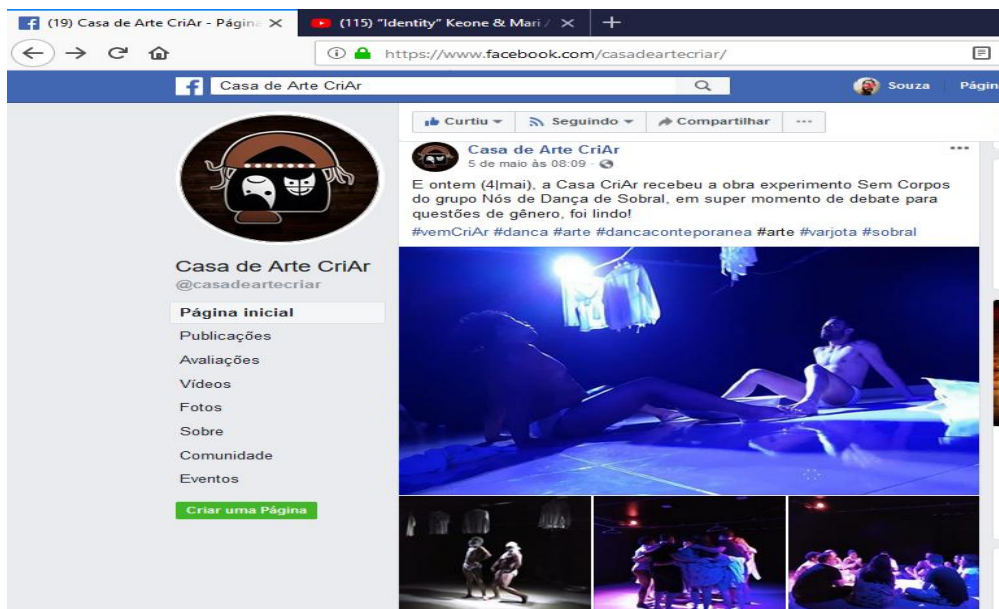 (19) Casa de Arte CriAr - Página
(115) "Identity" Keone & Mari /
https://www.facebook.com/casadeartecriar/
Casa de Arte CriAr
Souza
Págin
Curtiu
Seguindo
Compartilhar
Casa de Arte CriAr
5 de maio às 08:09
E ontem (4|mai), a Casa CriAr recebeu a obra experimento Sem Corpos
do grupo Nós de Dança de Sobral, em super momento de debate para
questões de gênero, foi lindo!
#vemCriAr #danca #arte #dancaconteporanea #arte #varjota #sobral
Casa de Arte CriAr
@casadeartecriar
Página inicial
Publicações
Avaliações
Vídeos
Fotos
Sobre
Comunidade
Eventos
Criar uma Página